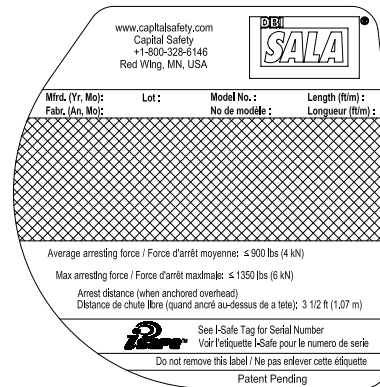 www.capitalsafety.com
Capital Safety
+1-800-328-6146
Red Wing, MN, USA
DBI
SALA
®
Mfrd. (Yr, Mo): Lot : Model No. : Length (ft/m) :
Fabr. (An, Mo): No de modèle : Longueur (ft/m) :
Average arresting force / Force d'arrêt moyenne: ≤ 900 lbs (4 kN)
Max arresting force / Force d'arrêt maximale: ≤ 1350 lbs (6 kN)
Arrest distance (when anchored overhead)
Distance de chute libre (quand ancré au-dessus de a tete): 3 1/2 ft (1,07 m)
i-Safe™
See I-Safe Tag for Serial Number
Voir l'etiquette I-Safe pour le numero de serie
Do not remove this label / Ne pas enlever cette étiquette
Patent Pending